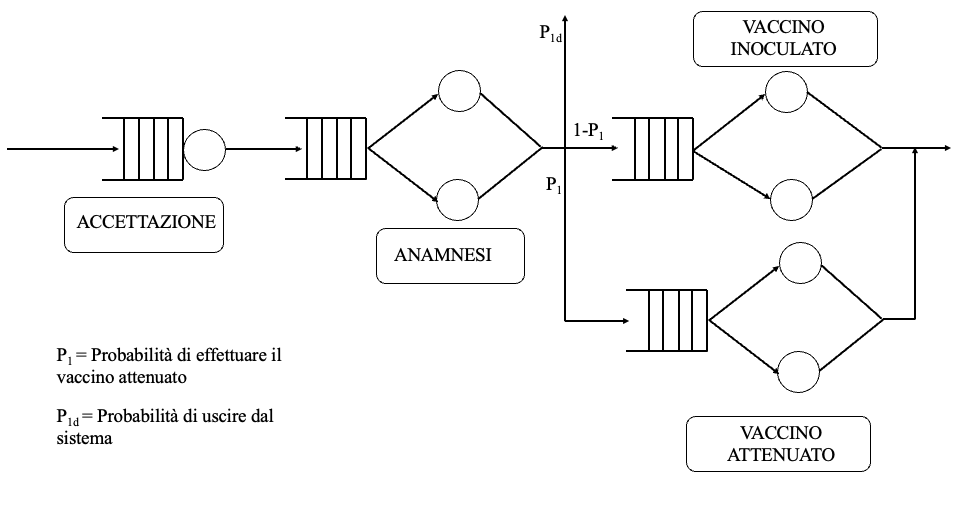 P1d
VACCINO
INOCULATO
1-P1
P1
ACCETTAZIONE
ANAMNESI
P1 = Probabilità di effettuare il
vaccino attenuato
P1d = Probabilità di uscire dal
sistema
VACCINO
ATTENUATO